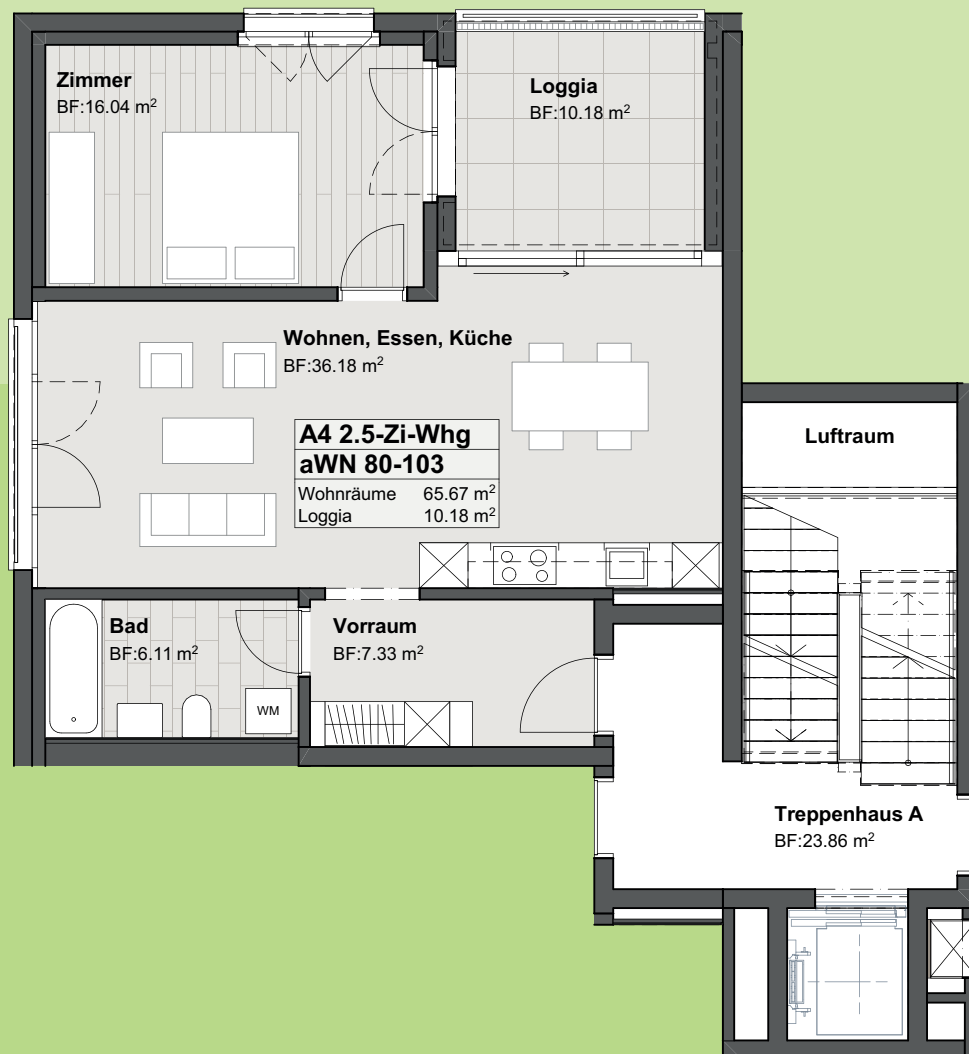 Zimmer
BF:16.04 m²
Loggia
BF:10.18 m²
Wohnen, Essen, Küche
BF:36.18 m²
A4 2.5-Zi-Whg
aWN 80-103
Wohnräume 65.67 m²
Loggia 10.18 m²
Luftraum
Bad
BF:6.11 m²
Vorraum
BF:7.33 m²
WM
Treppenhaus A
BF:23.86 m²